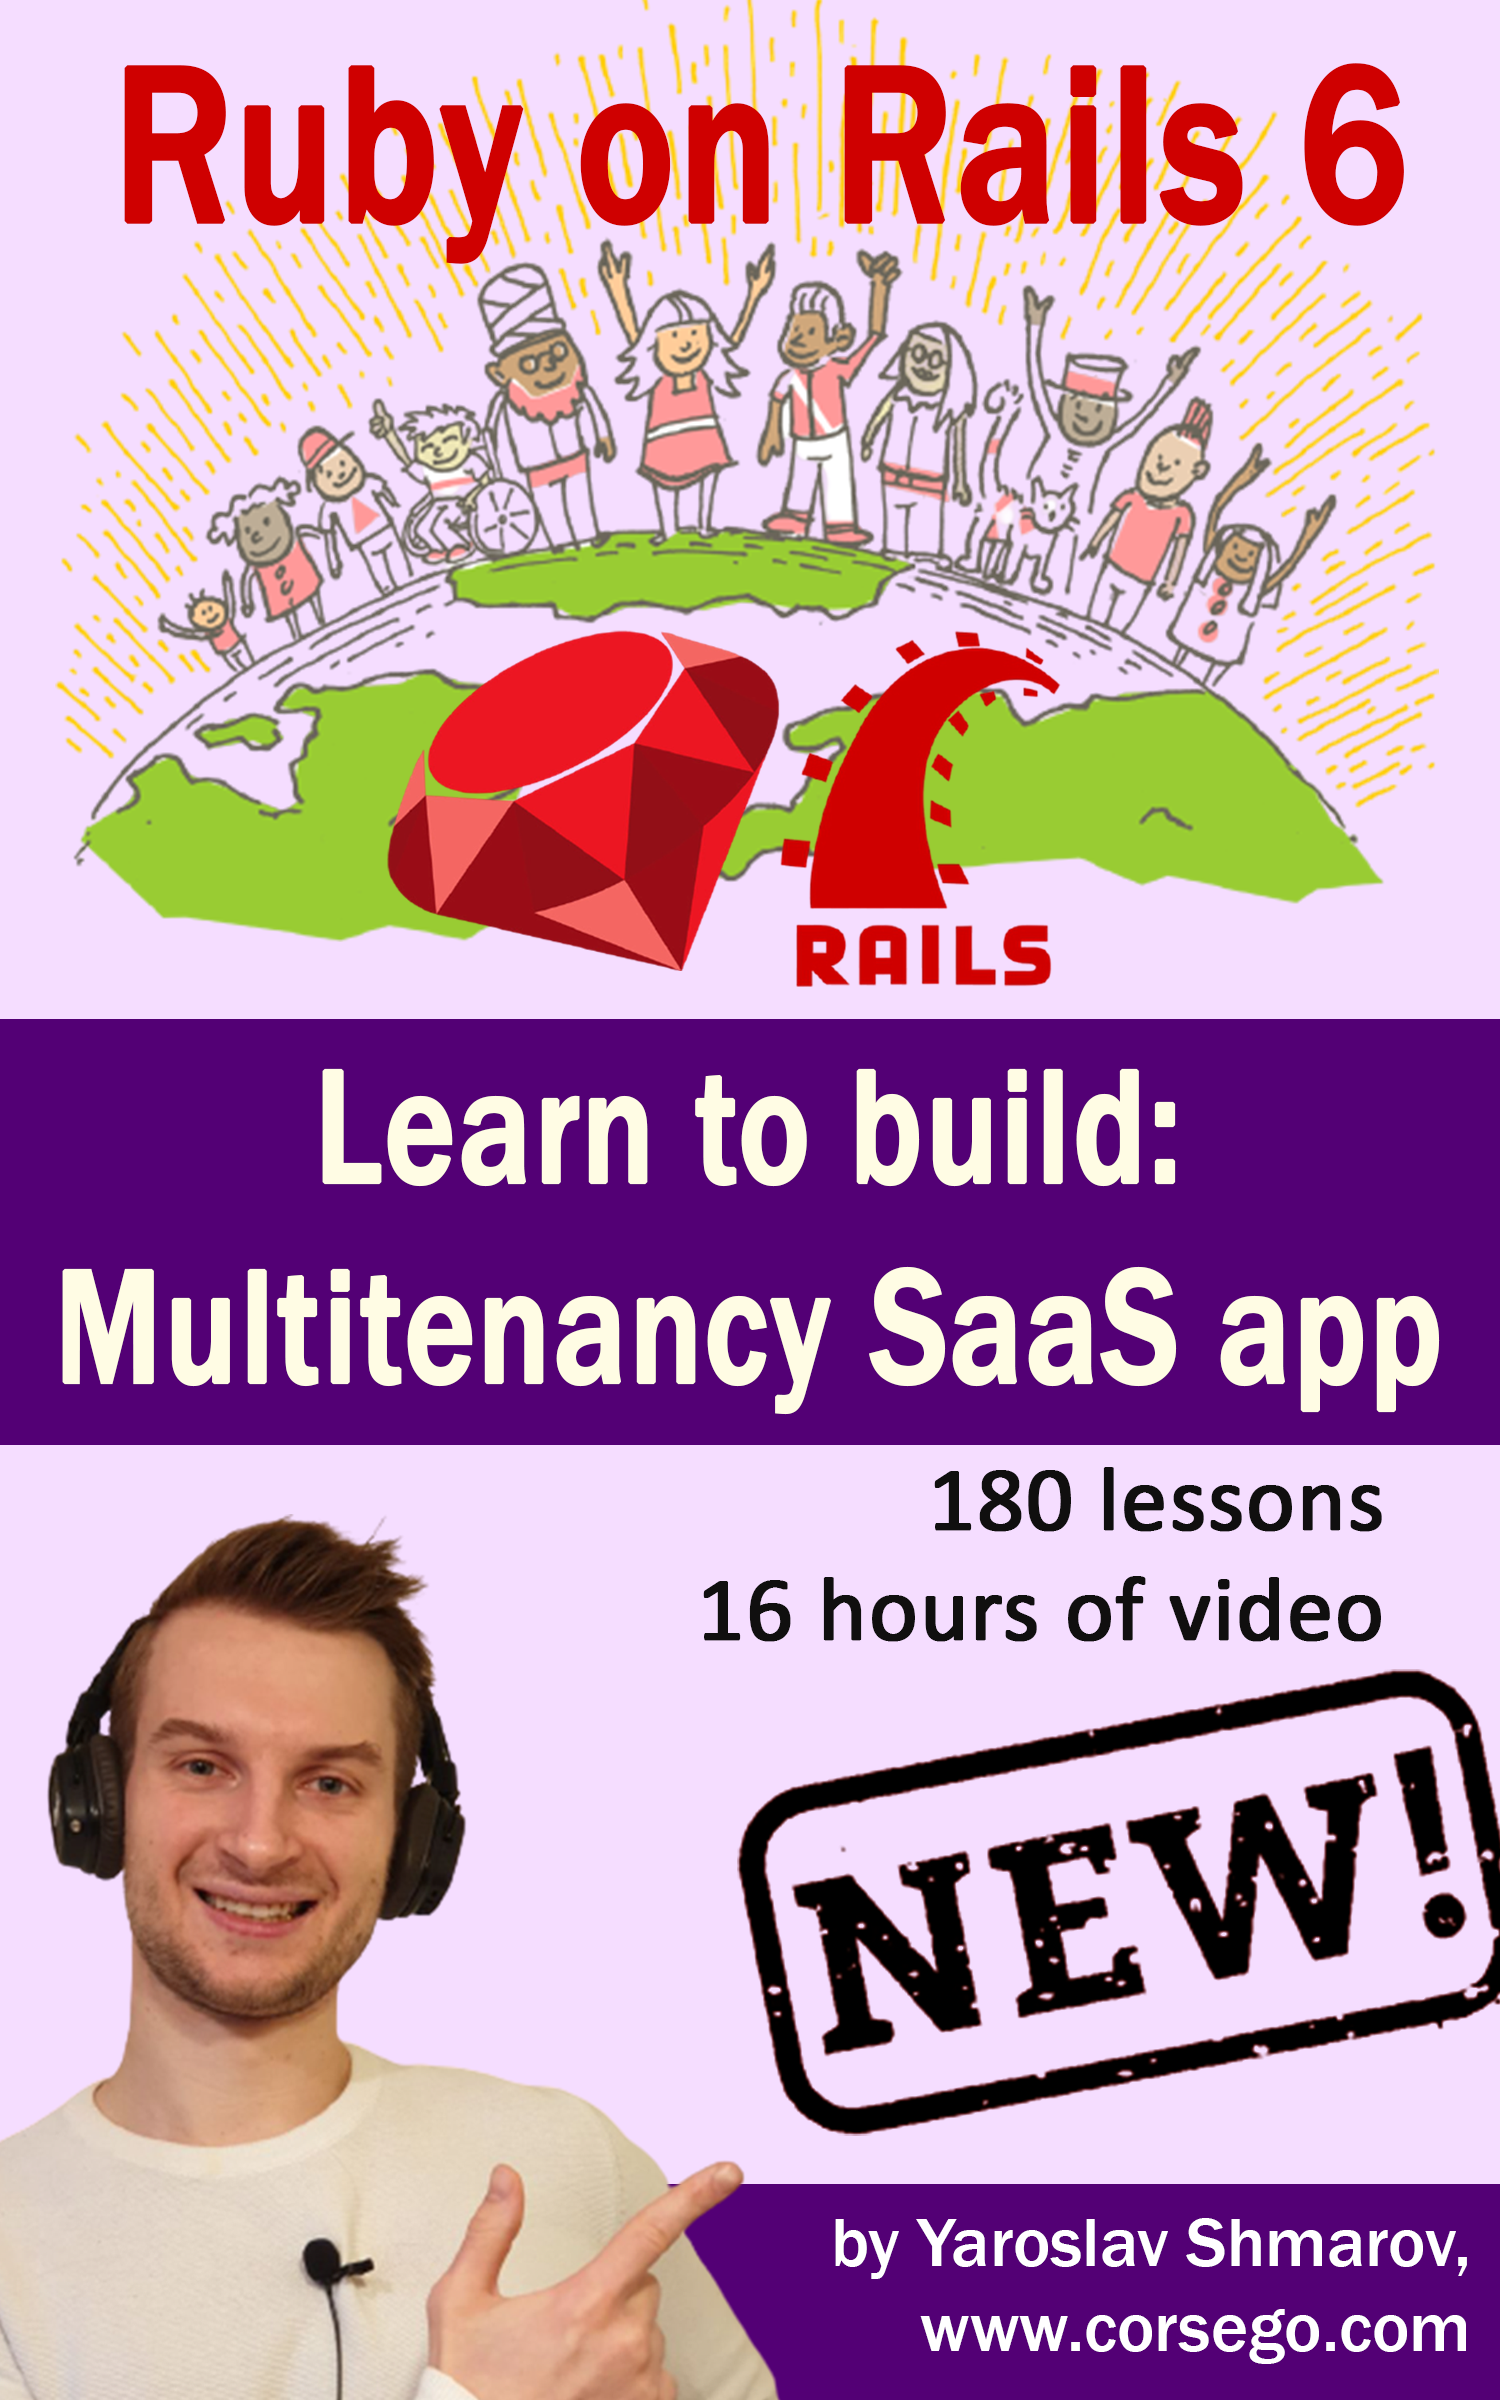 Ruby on Rails 6
RAILS
Learn to build:
Multitenancy SaaS app
180 lessons
16 hours of video
NEW!
by Yaroslav Shmarov,
www.corsego.com